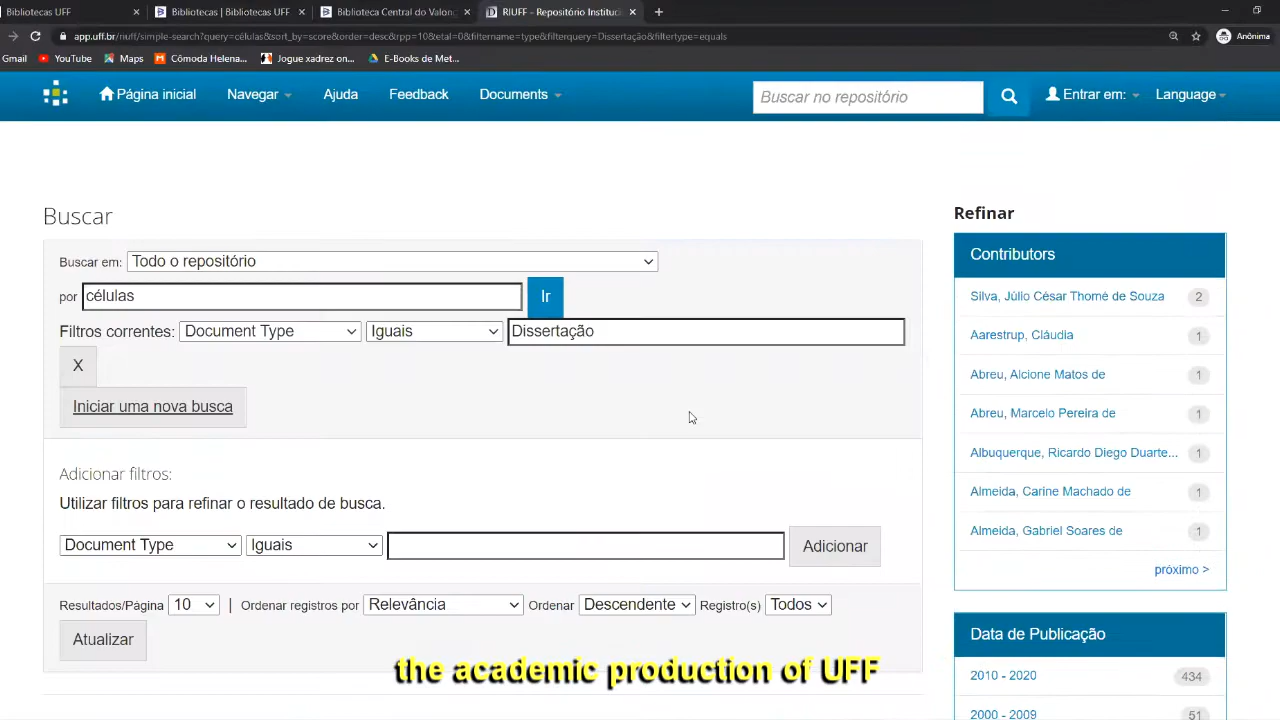 Bibliotecas UFF
Bibliotecas | Bibliotecas UFF
Biblioteca Central do Valong
RIUFF – Repositório Instituci
app.uff.br/riuff/simple-search?query=células&sort_by=score&order=desc&rpp=10&etal=0&filtername=type&filterquery=Dissertação&filtertype=equals
Anônima
Gmail YouTube Maps Cômoda Helena... Jogue xadrez on... E-Books de Met...
Página inicial Navegar Ajuda Feedback Documents Buscar no repositório Entrar em: Language
Buscar
Buscar em: Todo o repositório
por células Ir
Filtros correntes: Document Type Iguais Dissertação
X
Iniciar uma nova busca
Adicionar filtros:
Utilizar filtros para refinar o resultado de busca.
Document Type Iguais Adicionar
Resultados/Página 10 | Ordenar registros por Relevância Ordenar Descendente Registro(s) Todos
Atualizar
Refinar
Contributors
Silva, Júlio César Thomé de Souza 2
Aarestrup, Cláudia 1
Abreu, Alcione Matos de 1
Abreu, Marcelo Pereira de 1
Albuquerque, Ricardo Diego Duarte... 1
Almeida, Carine Machado de 1
Almeida, Gabriel Soares de 1
próximo >
Data de Publicação
2010 - 2020 434
2000 - 2009 51
the academic production of UFF